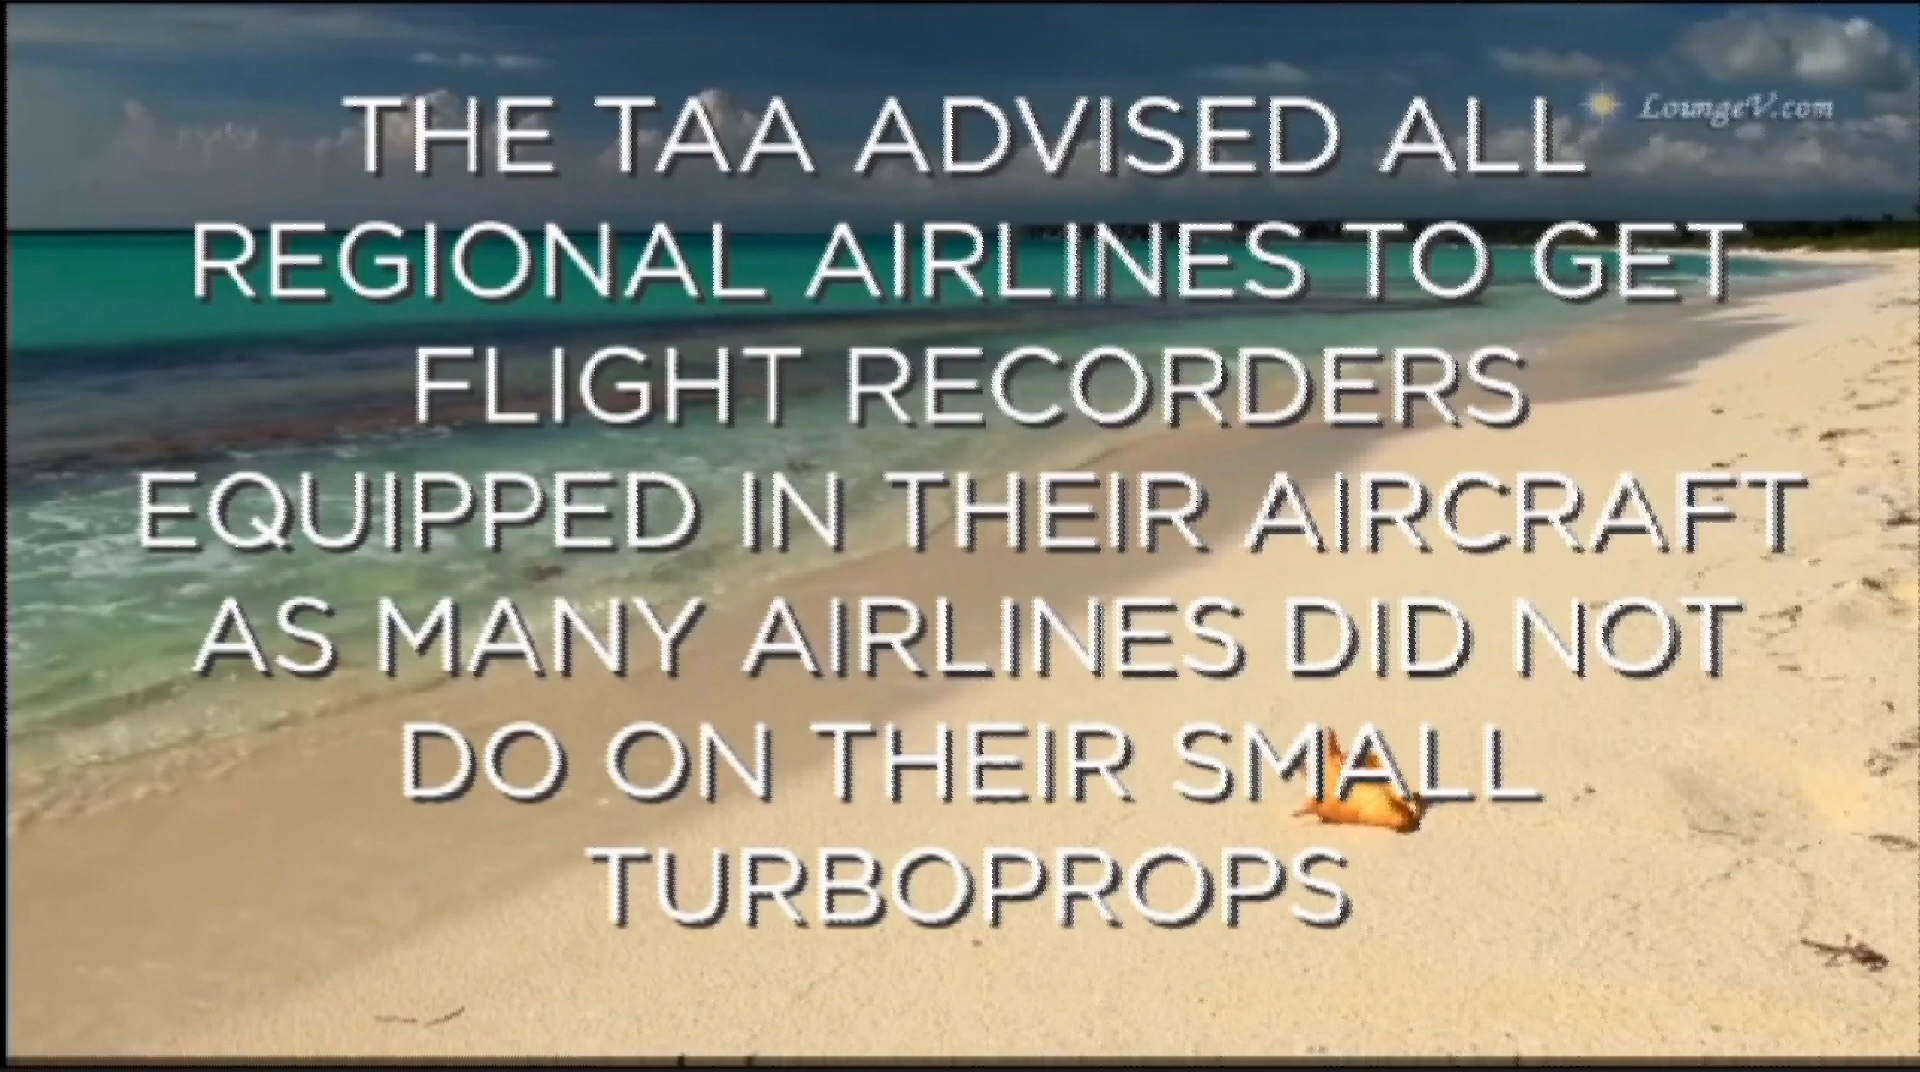 LoungeV.com
THE TAA ADVISED ALL
REGIONAL AIRLINES TO GET
FLIGHT RECORDERS
EQUIPPED IN THEIR AIRCRAFT
AS MANY AIRLINES DID NOT
DO ON THEIR SMALL
TURBOPROPS